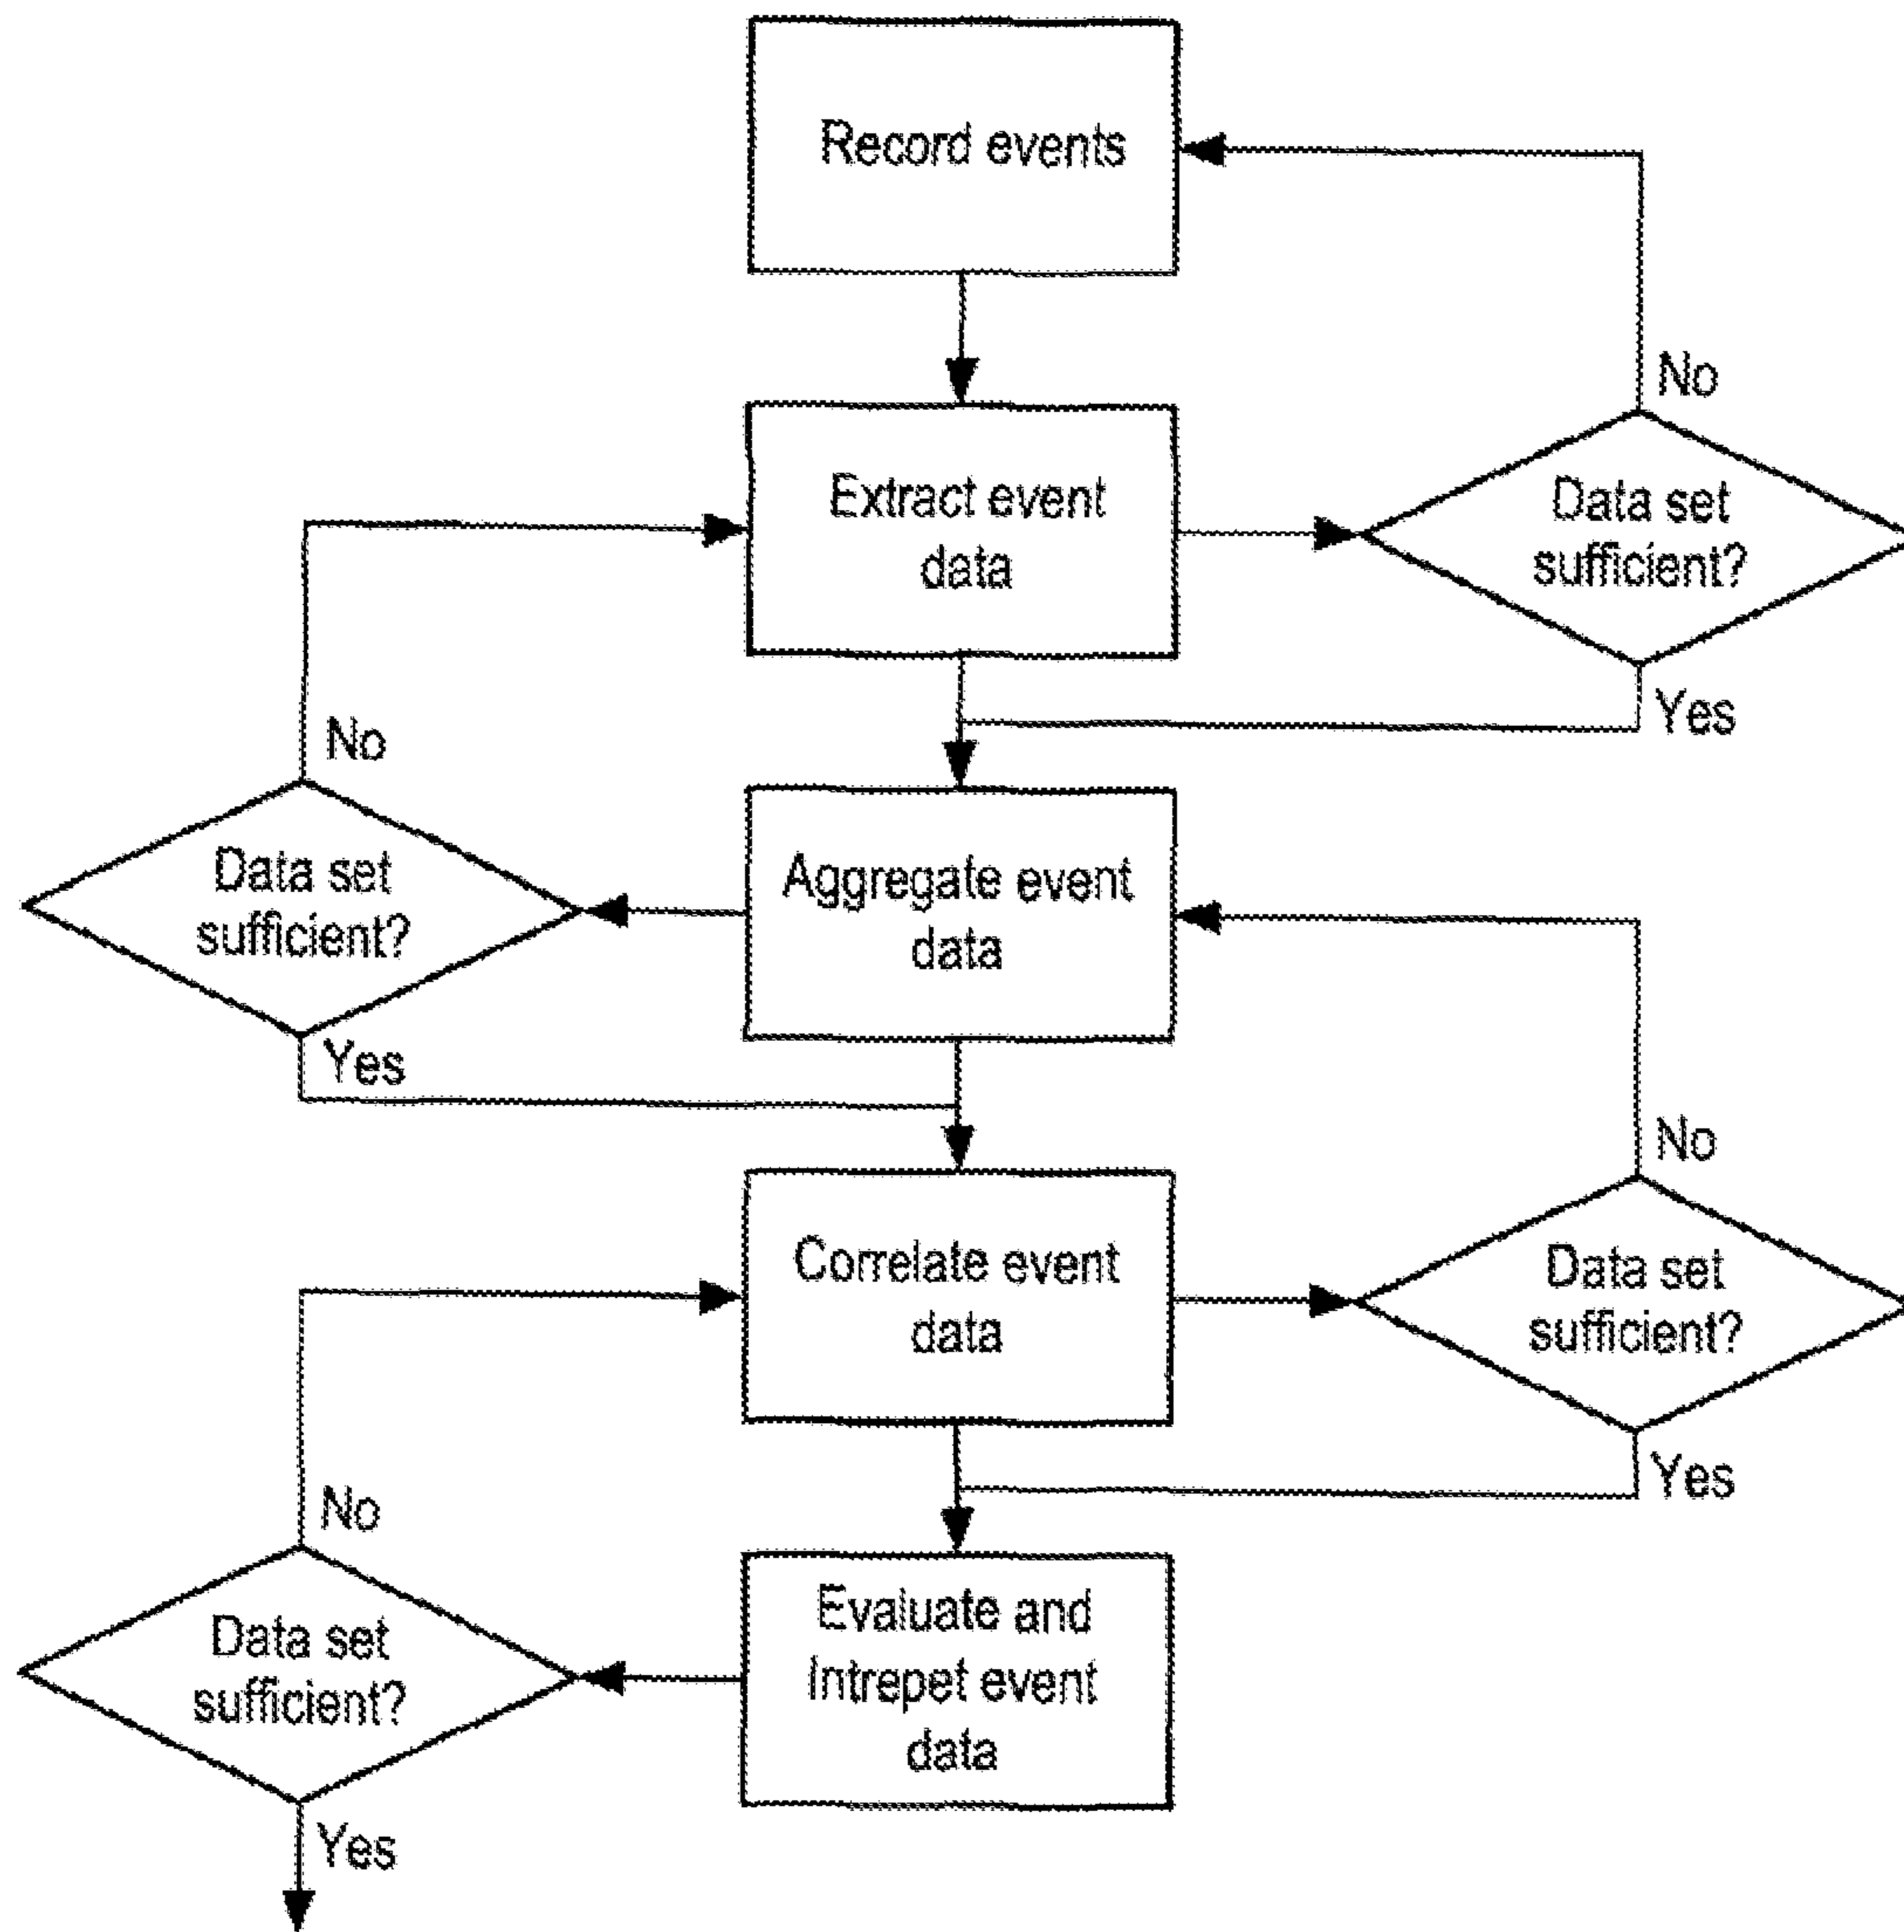 Record events
No
Extract event
data
Data set
sufficient?
Yes
No
Data set
sufficient?
Yes
Aggregate event
data
No
Correlate event
data
Data set
sufficient?
Yes
No
Data set
sufficient?
Yes
Evaluate and
Intrepet event
data